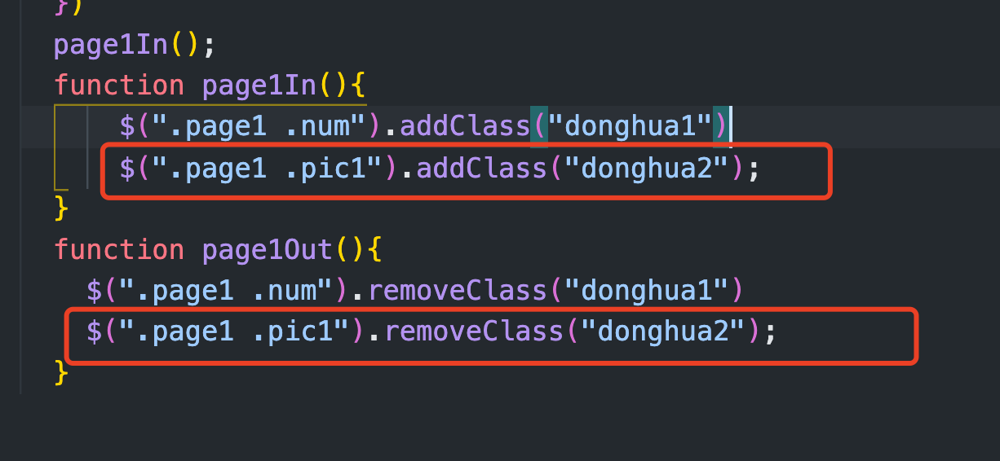 })
page1In();
function page1In(){
$(".page1 .num").addClass("donghua1")
$(".page1 .pic1").addClass("donghua2");
}
function page1Out(){
$(".page1 .num").removeClass("donghua1")
$(".page1 .pic1").removeClass("donghua2");
}